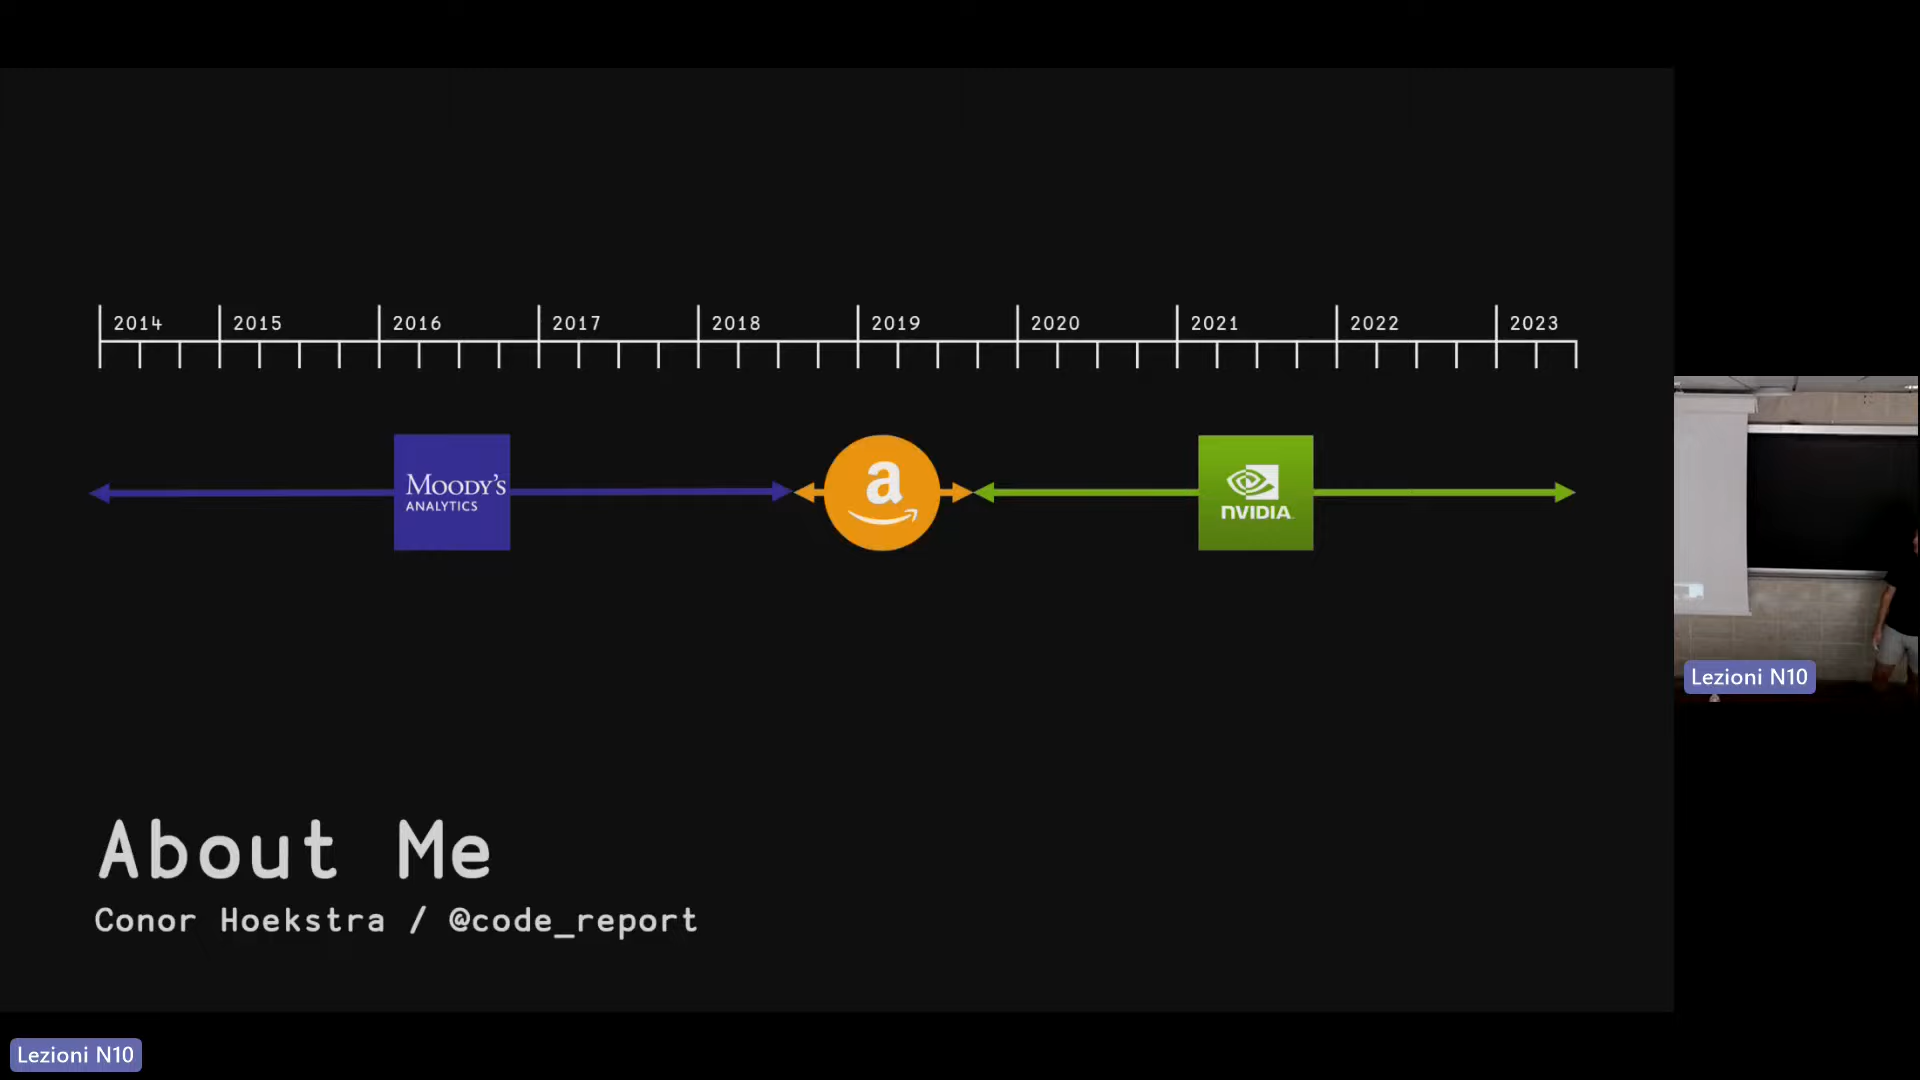 2014 2015 2016 2017 2018 2019 2020 2021 2022 2023
MOODY'S
ANALYTICS
a
NVIDIA
About Me
Conor Hoekstra / @code_report
Lezioni N10
Lezioni N10